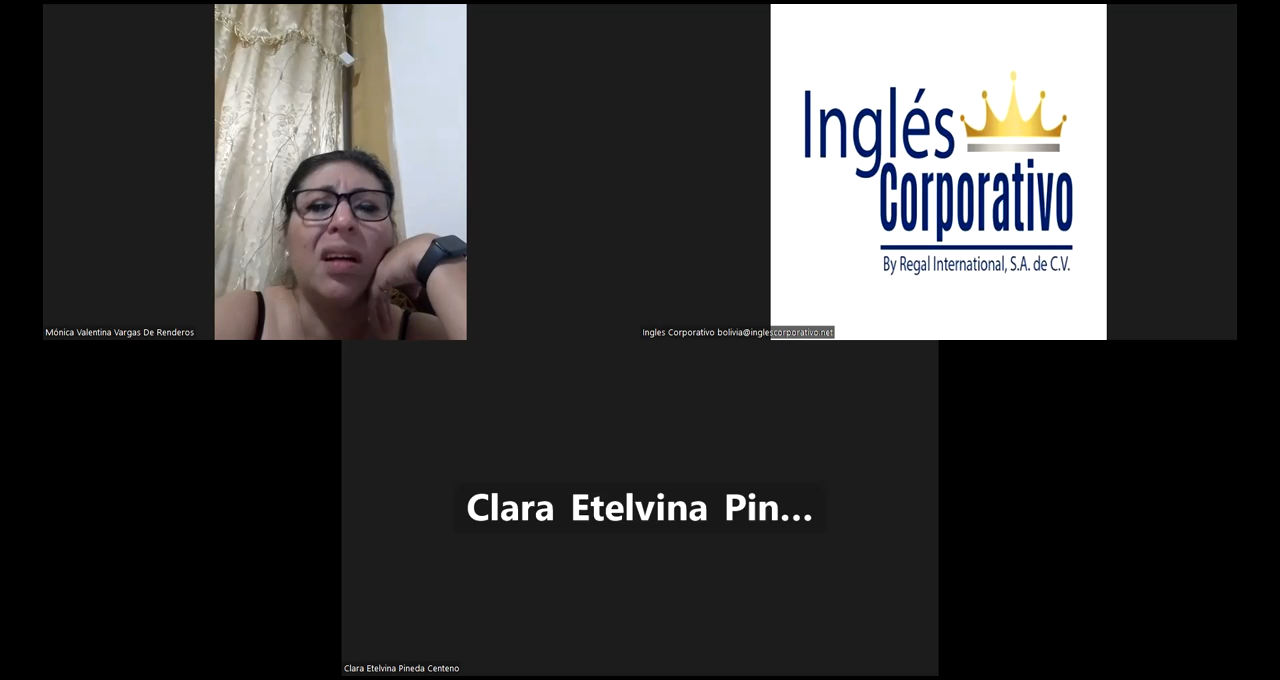 Inglés
Corporativo
By Regal International, S.A. de C.V.
Mónica Valentina Vargas De Renderos
Ingles Corporativo bolivia@inglescorporativo.net
Clara Etelvina Pin...
Clara Etelvina Pineda Centeno